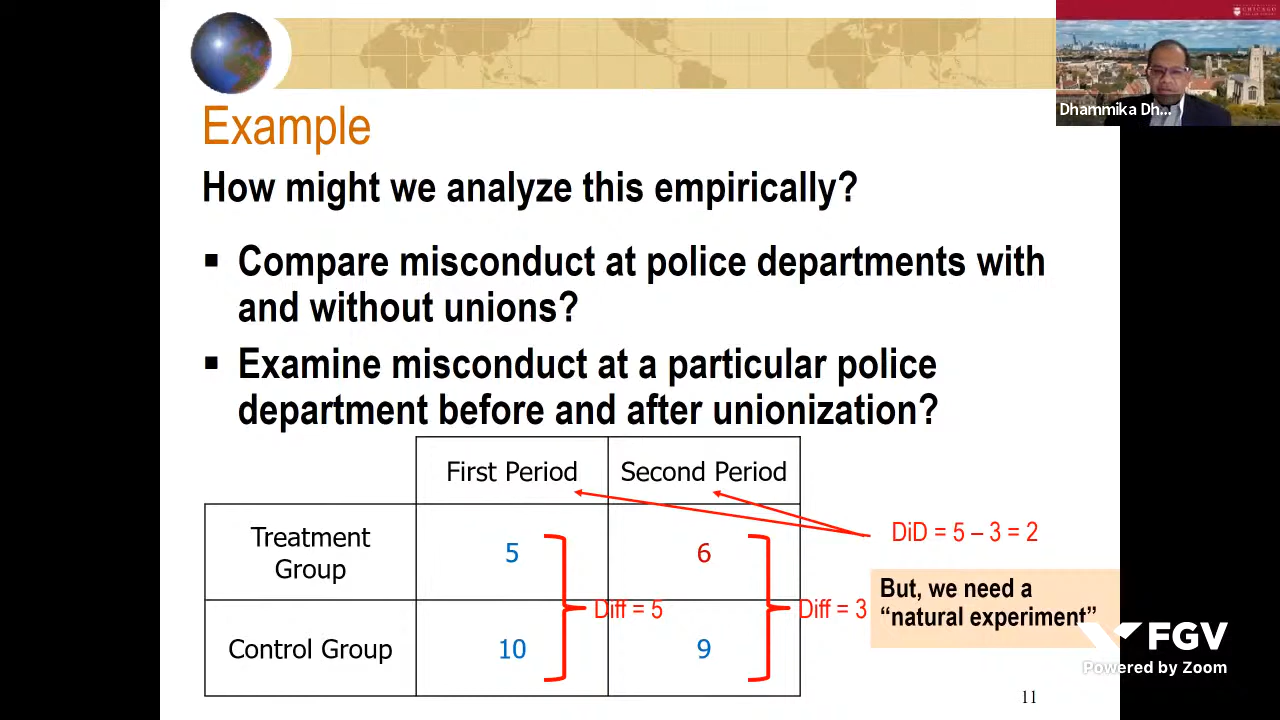 CHICAGO
Dhammika Dh...
Example
How might we analyze this empirically?
▪ Compare misconduct at police departments with
and without unions?
▪ Examine misconduct at a particular police
department before and after unionization?
First Period
Second Period
Treatment
Group
5
6
Control Group
10
9
Diff = 5
Diff = 3
DiD = 5 – 3 = 2
But, we need a
“natural experiment”
FGV
Powered by Zoom
11